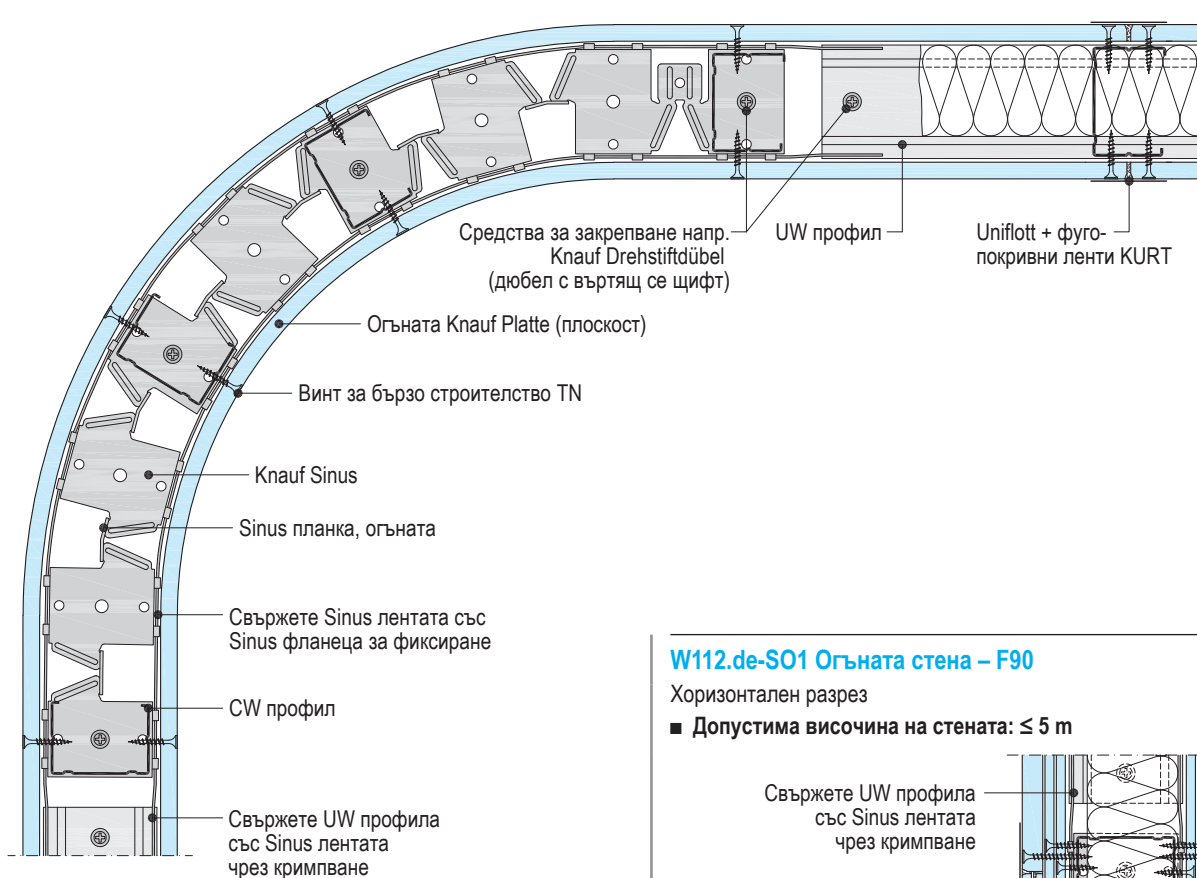 Средства за закрепване напр.
Knauf Drehstiftdübel
(дюбел с въртящ се щифт)
UW профил
Uniflott + фуго-
покривни ленти KURT
Огъната Knauf Platte (плоскост)
Винт за бързо строителство TN
Knauf Sinus
Sinus планка, огъната
Свържете Sinus лентата със
Sinus фланеца за фиксиране
CW профил
Свържете UW профила
със Sinus лентата
чрез кримпване
W112.de-SO1 Огъната стена – F90
Хоризонтален разрез
■ Допустима височина на стената: ≤ 5 m
Свържете UW профила
със Sinus лентата
чрез кримпване